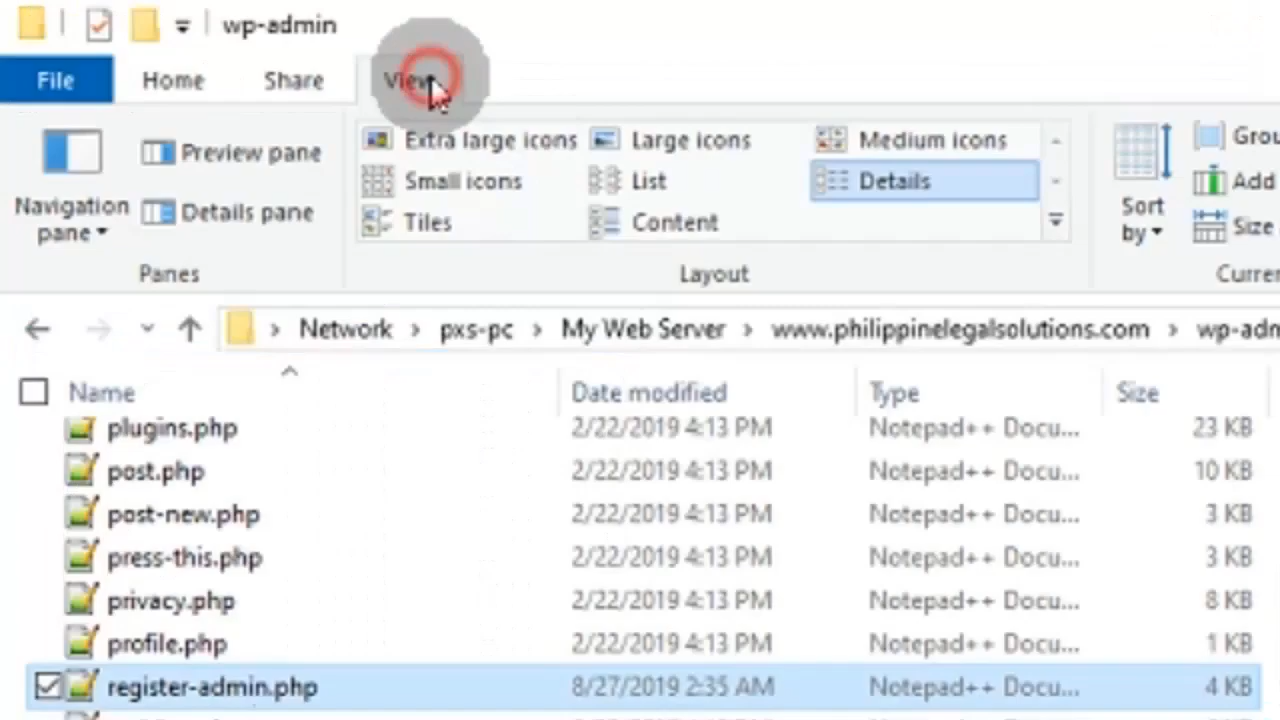 wp-admin
File Home Share View
Extra large icons Large icons Medium icons
Small icons List Details
Tiles Content
Preview pane
Details pane
Navigation
pane
Panes
Layout
Sort
by
Grou
Add
Size
Curren
Network > pxs-pc > My Web Server > www.philippinelegalsolutions.com > wp-adm
Name Date modified Type Size
plugins.php 2/22/2019 4:13 PM Notepad++ Docu... 23 KB
post.php 2/22/2019 4:13 PM Notepad++ Docu... 10 KB
post-new.php 2/22/2019 4:13 PM Notepad++ Docu... 3 KB
press-this.php 2/22/2019 4:13 PM Notepad++ Docu... 3 KB
privacy.php 2/22/2019 4:13 PM Notepad++ Docu... 8 KB
profile.php 2/22/2019 4:13 PM Notepad++ Docu... 1 KB
register-admin.php 8/27/2019 2:35 AM Notepad++ Docu... 4 KB